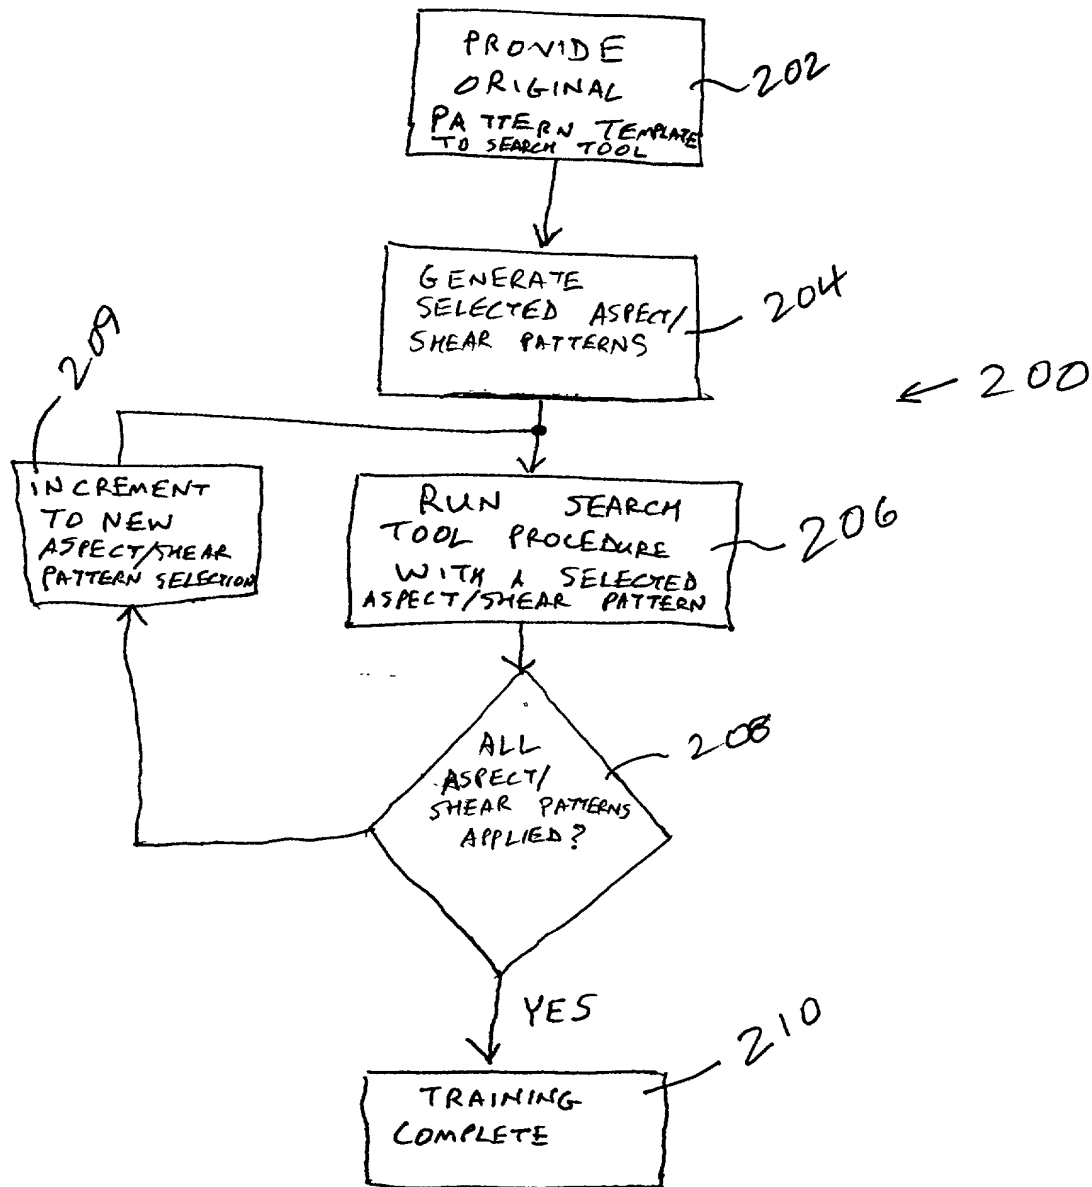 PROVIDE
ORIGINAL
PATTERN TEMPLATE
TO SEARCH TOOL
202
GENERATE
SELECTED ASPECT/
SHEAR PATTERNS
204
200
209
INCREMENT
TO NEW
ASPECT/SHEAR
PATTERN SELECTION
RUN SEARCH
TOOL PROCEDURE
WITH A SELECTED
ASPECT/SHEAR PATTERN
206
ALL
ASPECT/
SHEAR PATTERNS
APPLIED?
208
YES
TRAINING
COMPLETE
210